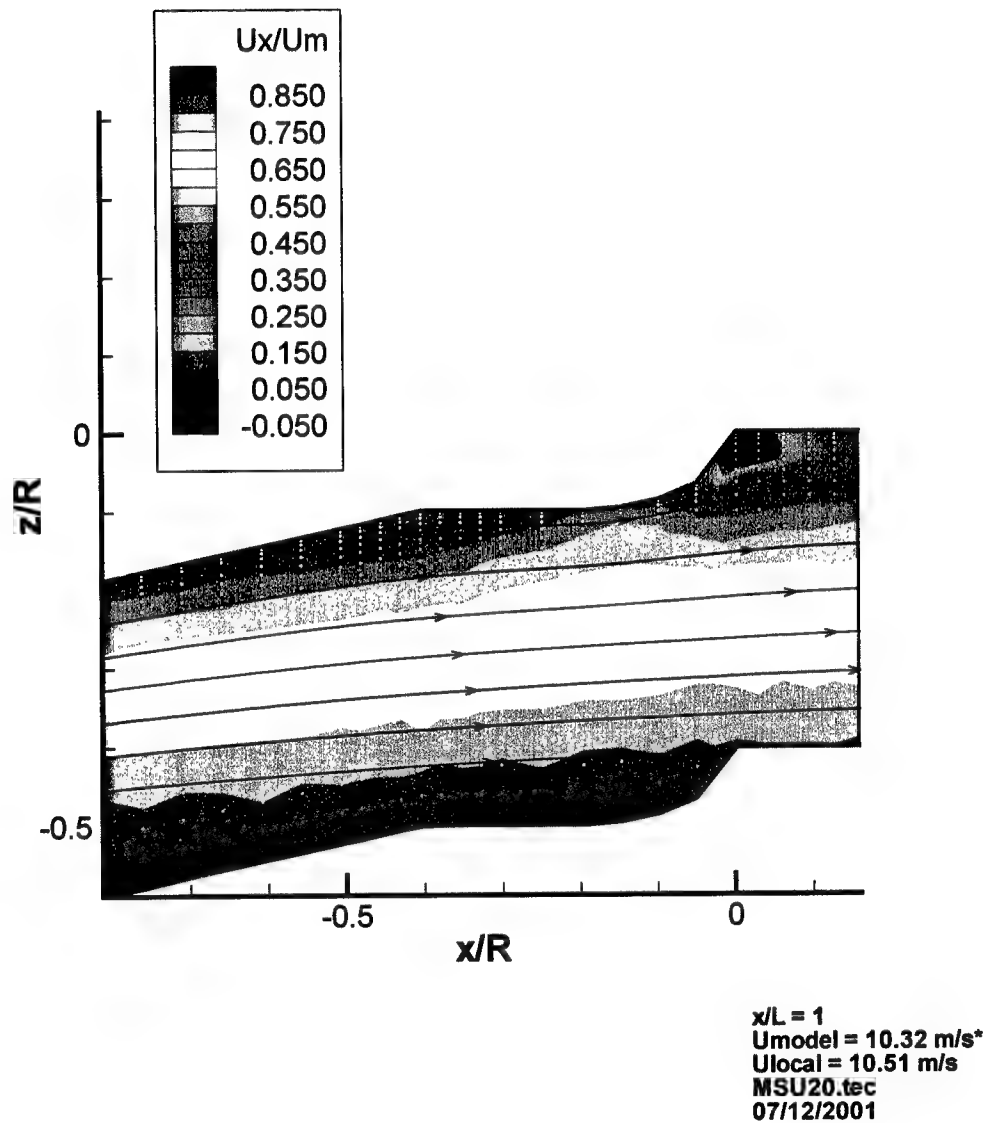 Ux/Um
0.850
0.750
0.650
0.550
0.450
0.350
0.250
0.150
0.050
-0.050
0
z/R
-0.5
-0.5
0
x/R
x/L = 1
Umodel = 10.32 m/s*
Ulocal = 10.51 m/s
MSU20.tec
07/12/2001